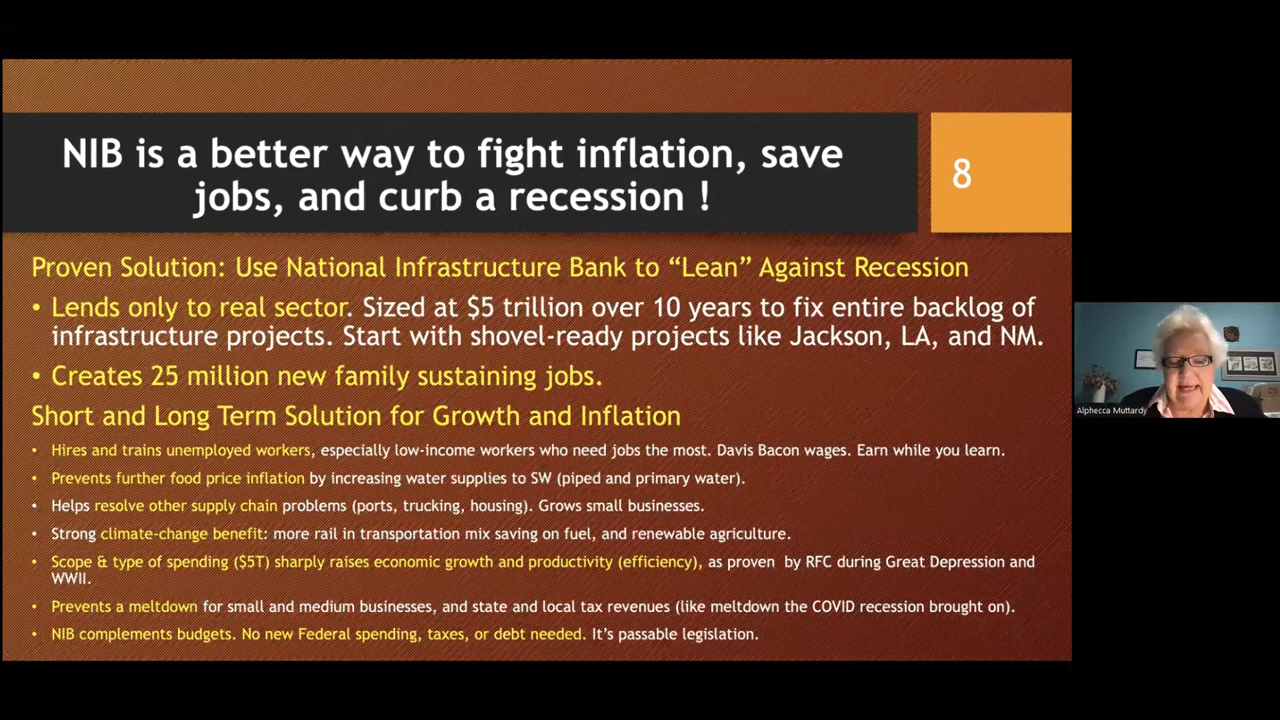 NIB is a better way to fight inflation, save
jobs, and curb a recession !
8
Proven Solution: Use National Infrastructure Bank to “Lean” Against Recession
• Lends only to real sector. Sized at $5 trillion over 10 years to fix entire backlog of
infrastructure projects. Start with shovel-ready projects like Jackson, LA, and NM.
• Creates 25 million new family sustaining jobs.
Short and Long Term Solution for Growth and Inflation
• Hires and trains unemployed workers, especially low-income workers who need jobs the most. Davis Bacon wages. Earn while you learn.
• Prevents further food price inflation by increasing water supplies to SW (piped and primary water).
• Helps resolve other supply chain problems (ports, trucking, housing). Grows small businesses.
• Strong climate-change benefit: more rail in transportation mix saving on fuel, and renewable agriculture.
• Scope & type of spending ($5T) sharply raises economic growth and productivity (efficiency), as proven  by RFC during Great Depression and
WWII.
• Prevents a meltdown for small and medium businesses, and state and local tax revenues (like meltdown the COVID recession brought on).
• NIB complements budgets. No new Federal spending, taxes, or debt needed. It’s passable legislation.
Alphecca Muttardy